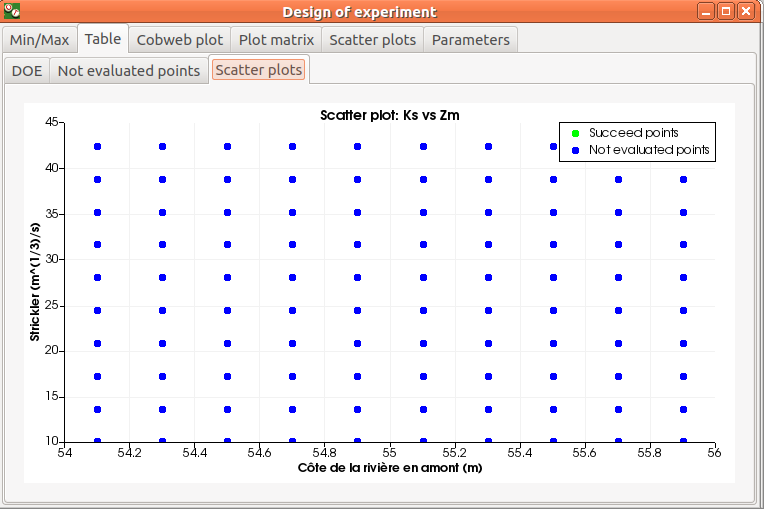 Design of experiment
Min/Max Table Cobweb plot Plot matrix Scatter plots Parameters
DOE Not evaluated points Scatter plots
Scatter plot: Ks vs Zm
Succeed points
Not evaluated points
45
40
35
30
25
20
15
10
Strickler (m^(1/3)/s)
54 54.2 54.4 54.6 54.8 55 55.2 55.4 55.6 55.8 56
Côte de la rivière en amont (m)